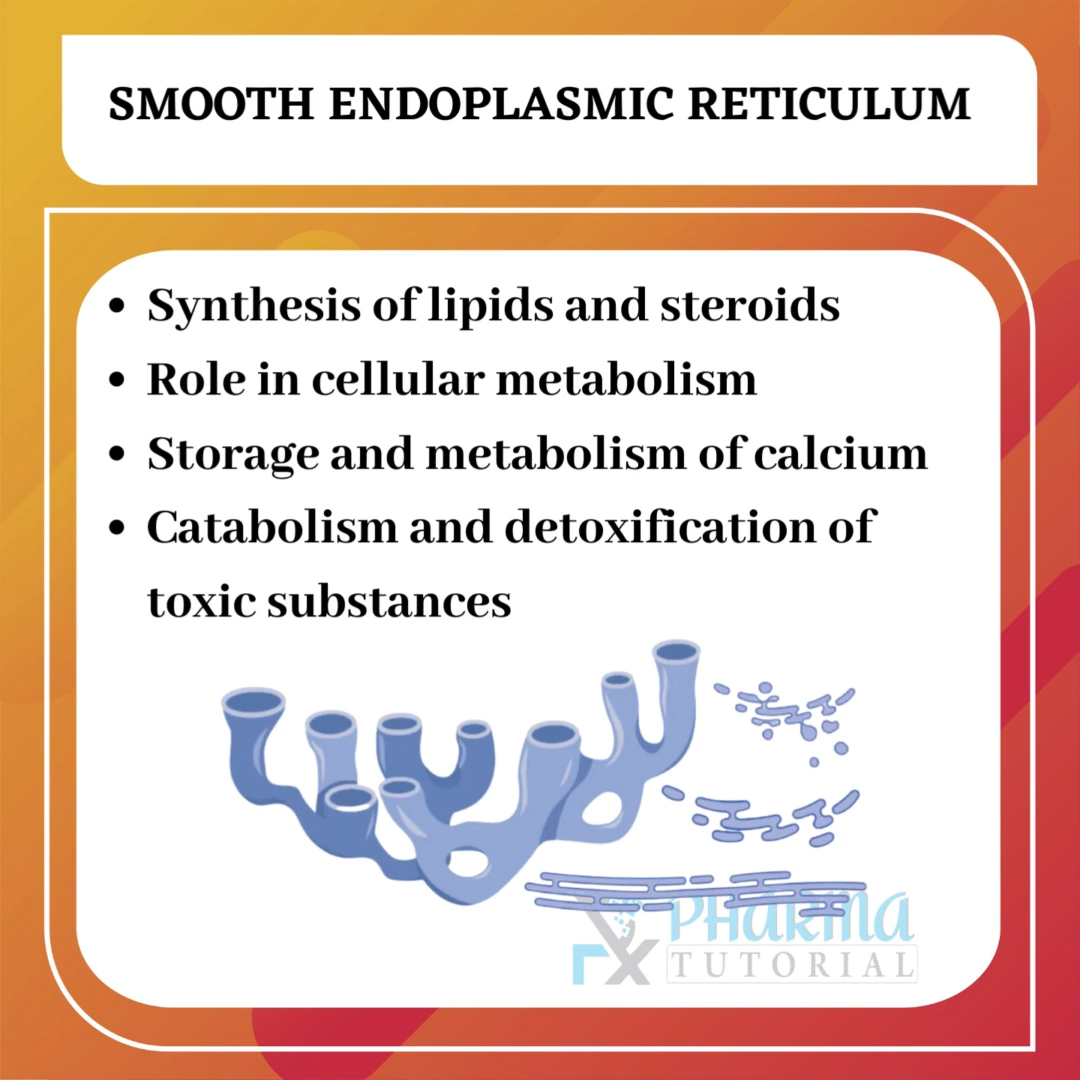 SMOOTH ENDOPLASMIC RETICULUM
• Synthesis of lipids and steroids
• Role in cellular metabolism
• Storage and metabolism of calcium
• Catabolism and detoxification of
toxic substances
PHARMA
rx TUTORIAL